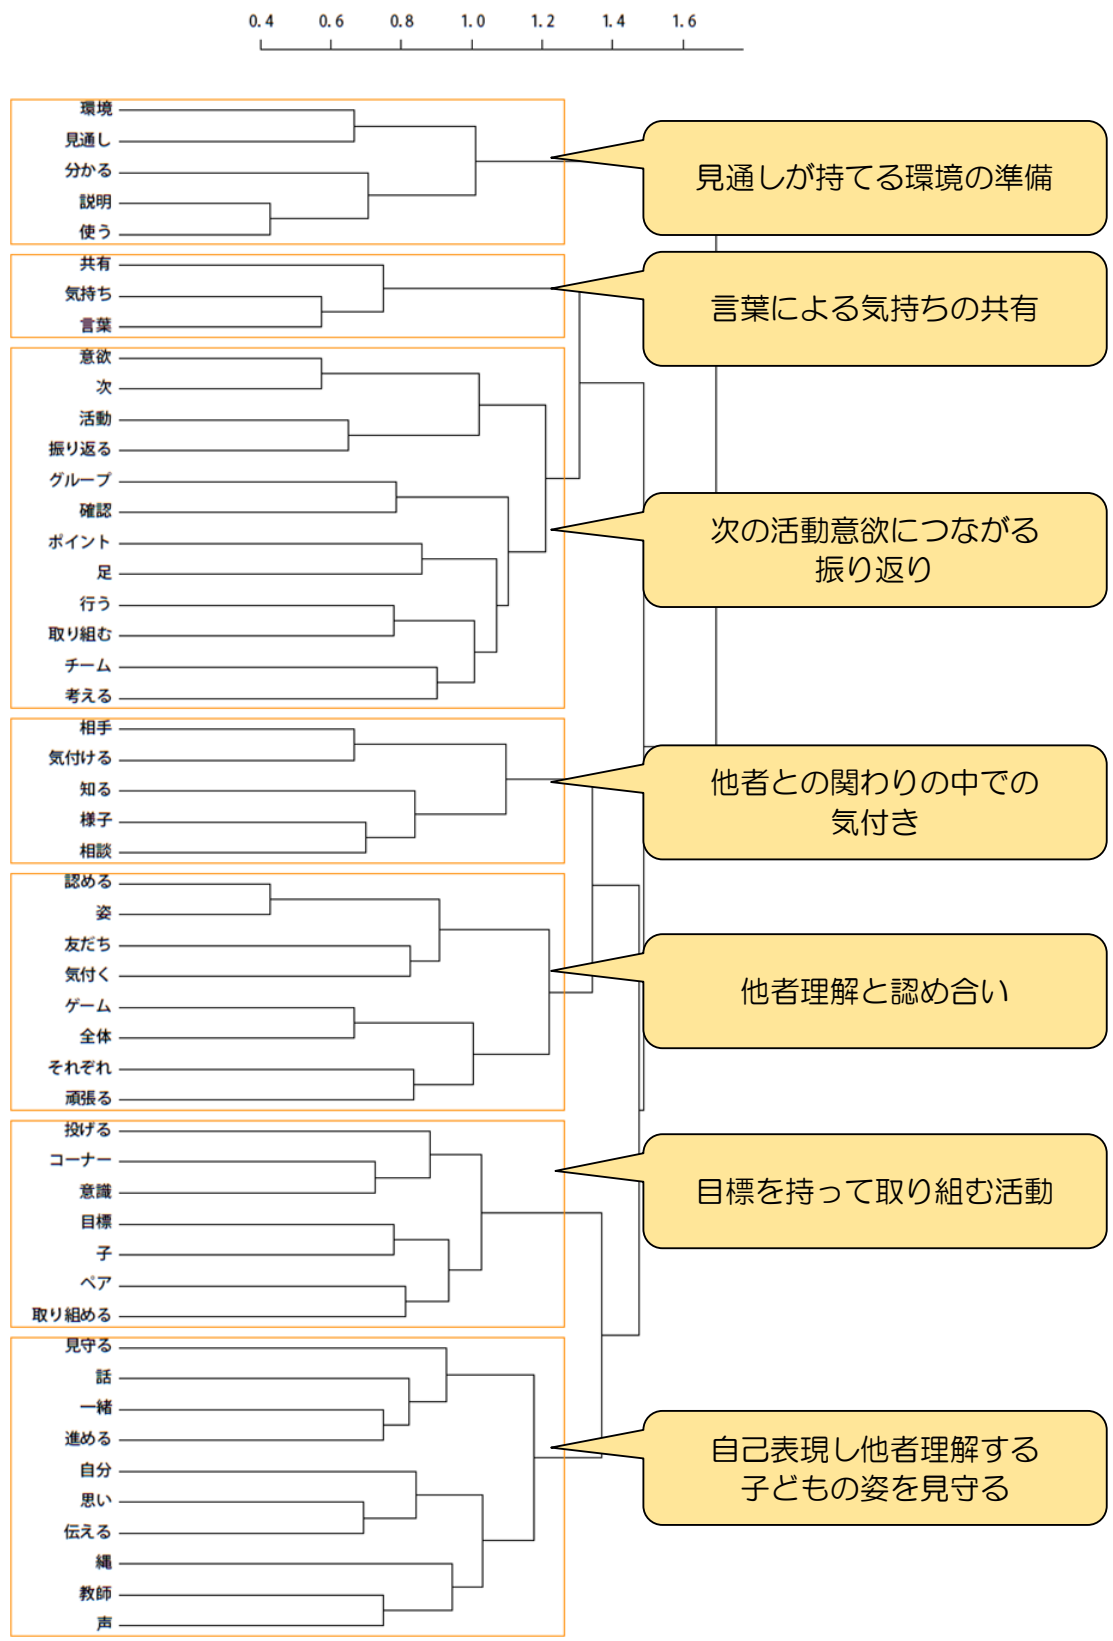 0.4 0.6 0.8 1.0 1.2 1.4 1.6
環境
見通し
分かる
説明
使う
見通しが持てる環境の準備
共有
気持ち
言葉
言葉による気持ちの共有
意欲
次
活動
振り返る
グループ
確認
ポイント
足
行う
取り組む
チーム
考える
次の活動意欲につながる
振り返り
相手
気付ける
知る
様子
相談
他者との関わりの中での
気付き
認める
姿
友だち
気付く
ゲーム
全体
それぞれ
頑張る
他者理解と認め合い
投げる
コーナー
意識
目標
子
ペア
取り組める
目標を持って取り組む活動
見守る
話
一緒
進める
自分
思い
伝える
縄
教師
声
自己表現し他者理解する
子どもの姿を見守る